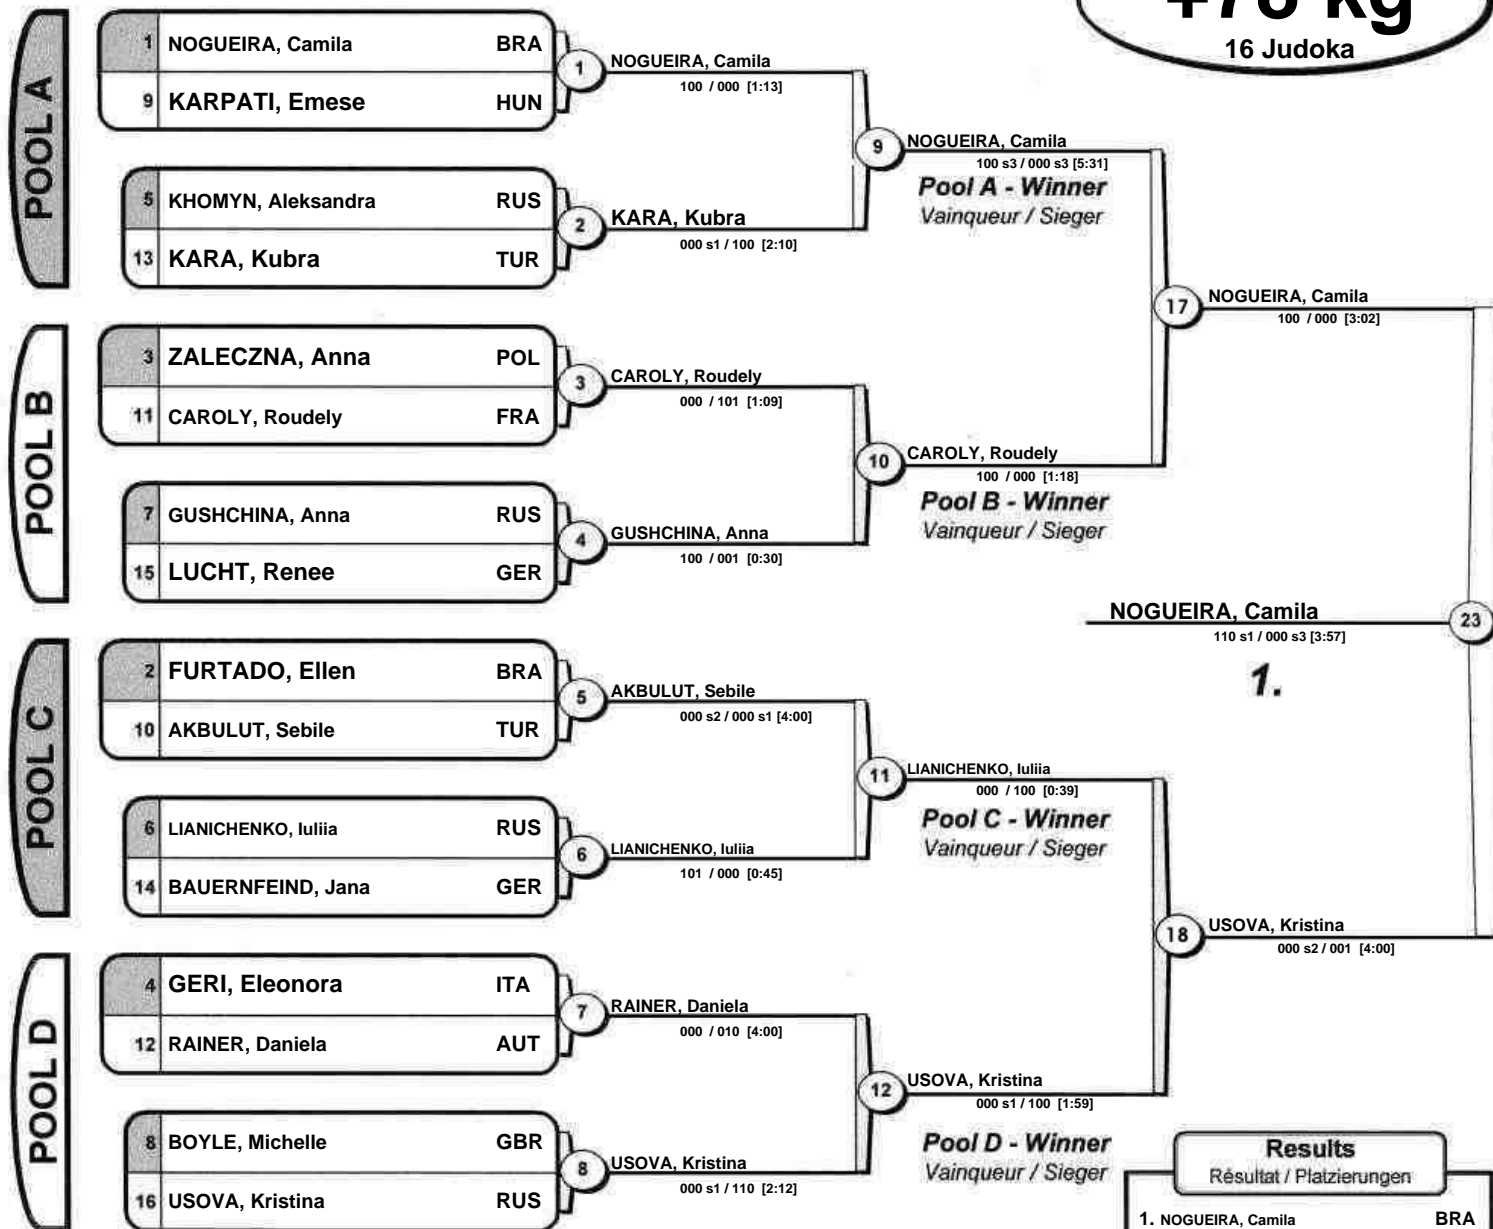 +78 kg
16 Judoka
POOL A
1 NOGUEIRA, Camila BRA
9 KARPATI, Emese HUN
1 NOGUEIRA, Camila
100 / 000 [1:13]
5 KHOMYN, Aleksandra RUS
13 KARA, Kubra TUR
2 KARA, Kubra
000 s1 / 100 [2:10]
9 NOGUEIRA, Camila
100 s3 / 000 s3 [5:31]
Pool A - Winner
Vainqueur / Sieger
POOL B
3 ZALECZNA, Anna POL
11 CAROLY, Roudely FRA
3 CAROLY, Roudely
000 / 101 [1:09]
7 GUSHCHINA, Anna RUS
15 LUCHT, Renee GER
4 GUSHCHINA, Anna
100 / 001 [0:30]
10 CAROLY, Roudely
100 / 000 [1:18]
Pool B - Winner
Vainqueur / Sieger
17 NOGUEIRA, Camila
100 / 000 [3:02]
NOGUEIRA, Camila 23
110 s1 / 000 s3 [3:57]
1.
POOL C
2 FURTADO, Ellen BRA
10 AKBULUT, Sebile TUR
5 AKBULUT, Sebile
000 s2 / 000 s1 [4:00]
6 LIANICHENKO, Iuliia RUS
14 BAUERNFEIND, Jana GER
6 LIANICHENKO, Iuliia
101 / 000 [0:45]
11 LIANICHENKO, Iuliia
000 / 100 [0:39]
Pool C - Winner
Vainqueur / Sieger
POOL D
4 GERI, Eleonora ITA
12 RAINER, Daniela AUT
7 RAINER, Daniela
000 / 010 [4:00]
8 BOYLE, Michelle GBR
16 USOVA, Kristina RUS
8 USOVA, Kristina
000 s1 / 110 [2:12]
12 USOVA, Kristina
000 s1 / 100 [1:59]
Pool D - Winner
Vainqueur / Sieger
18 USOVA, Kristina
000 s2 / 001 [4:00]
Results
Résultat / Platzierungen
1. NOGUEIRA, Camila BRA